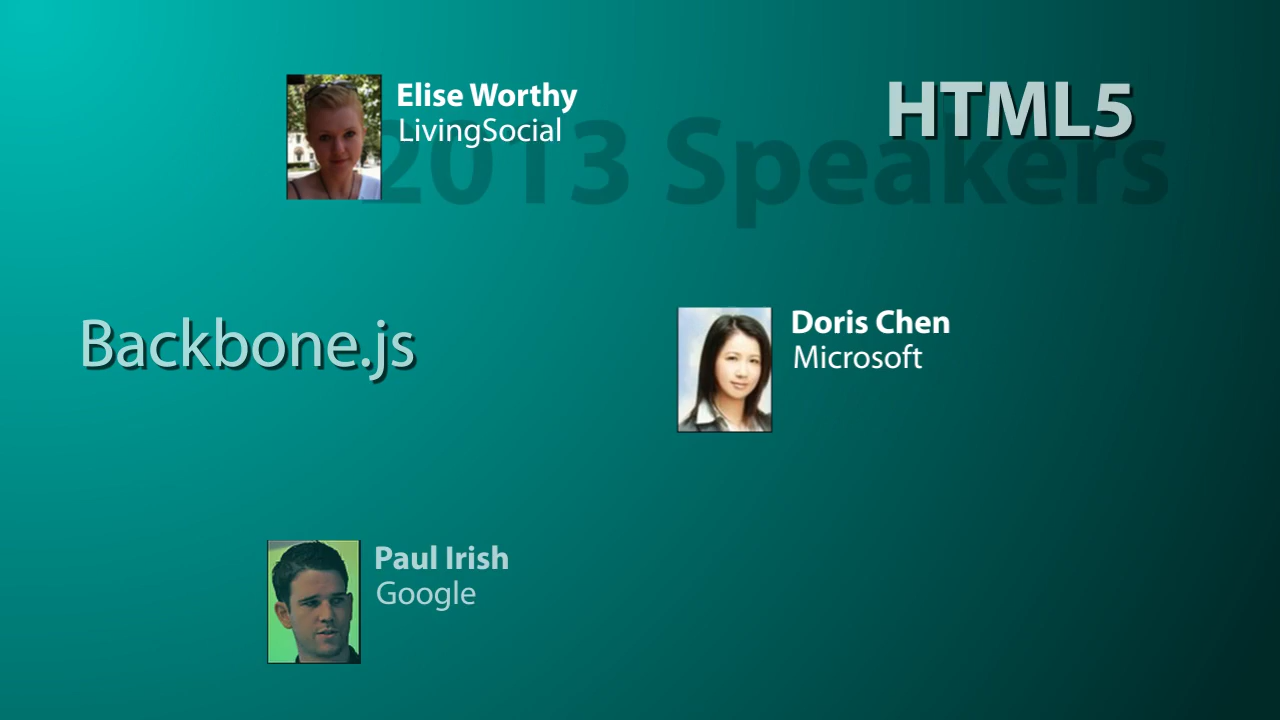 Elise Worthy
LivingSocial
HTML5
2013 Speakers
Backbone.js
Doris Chen
Microsoft
Paul Irish
Google